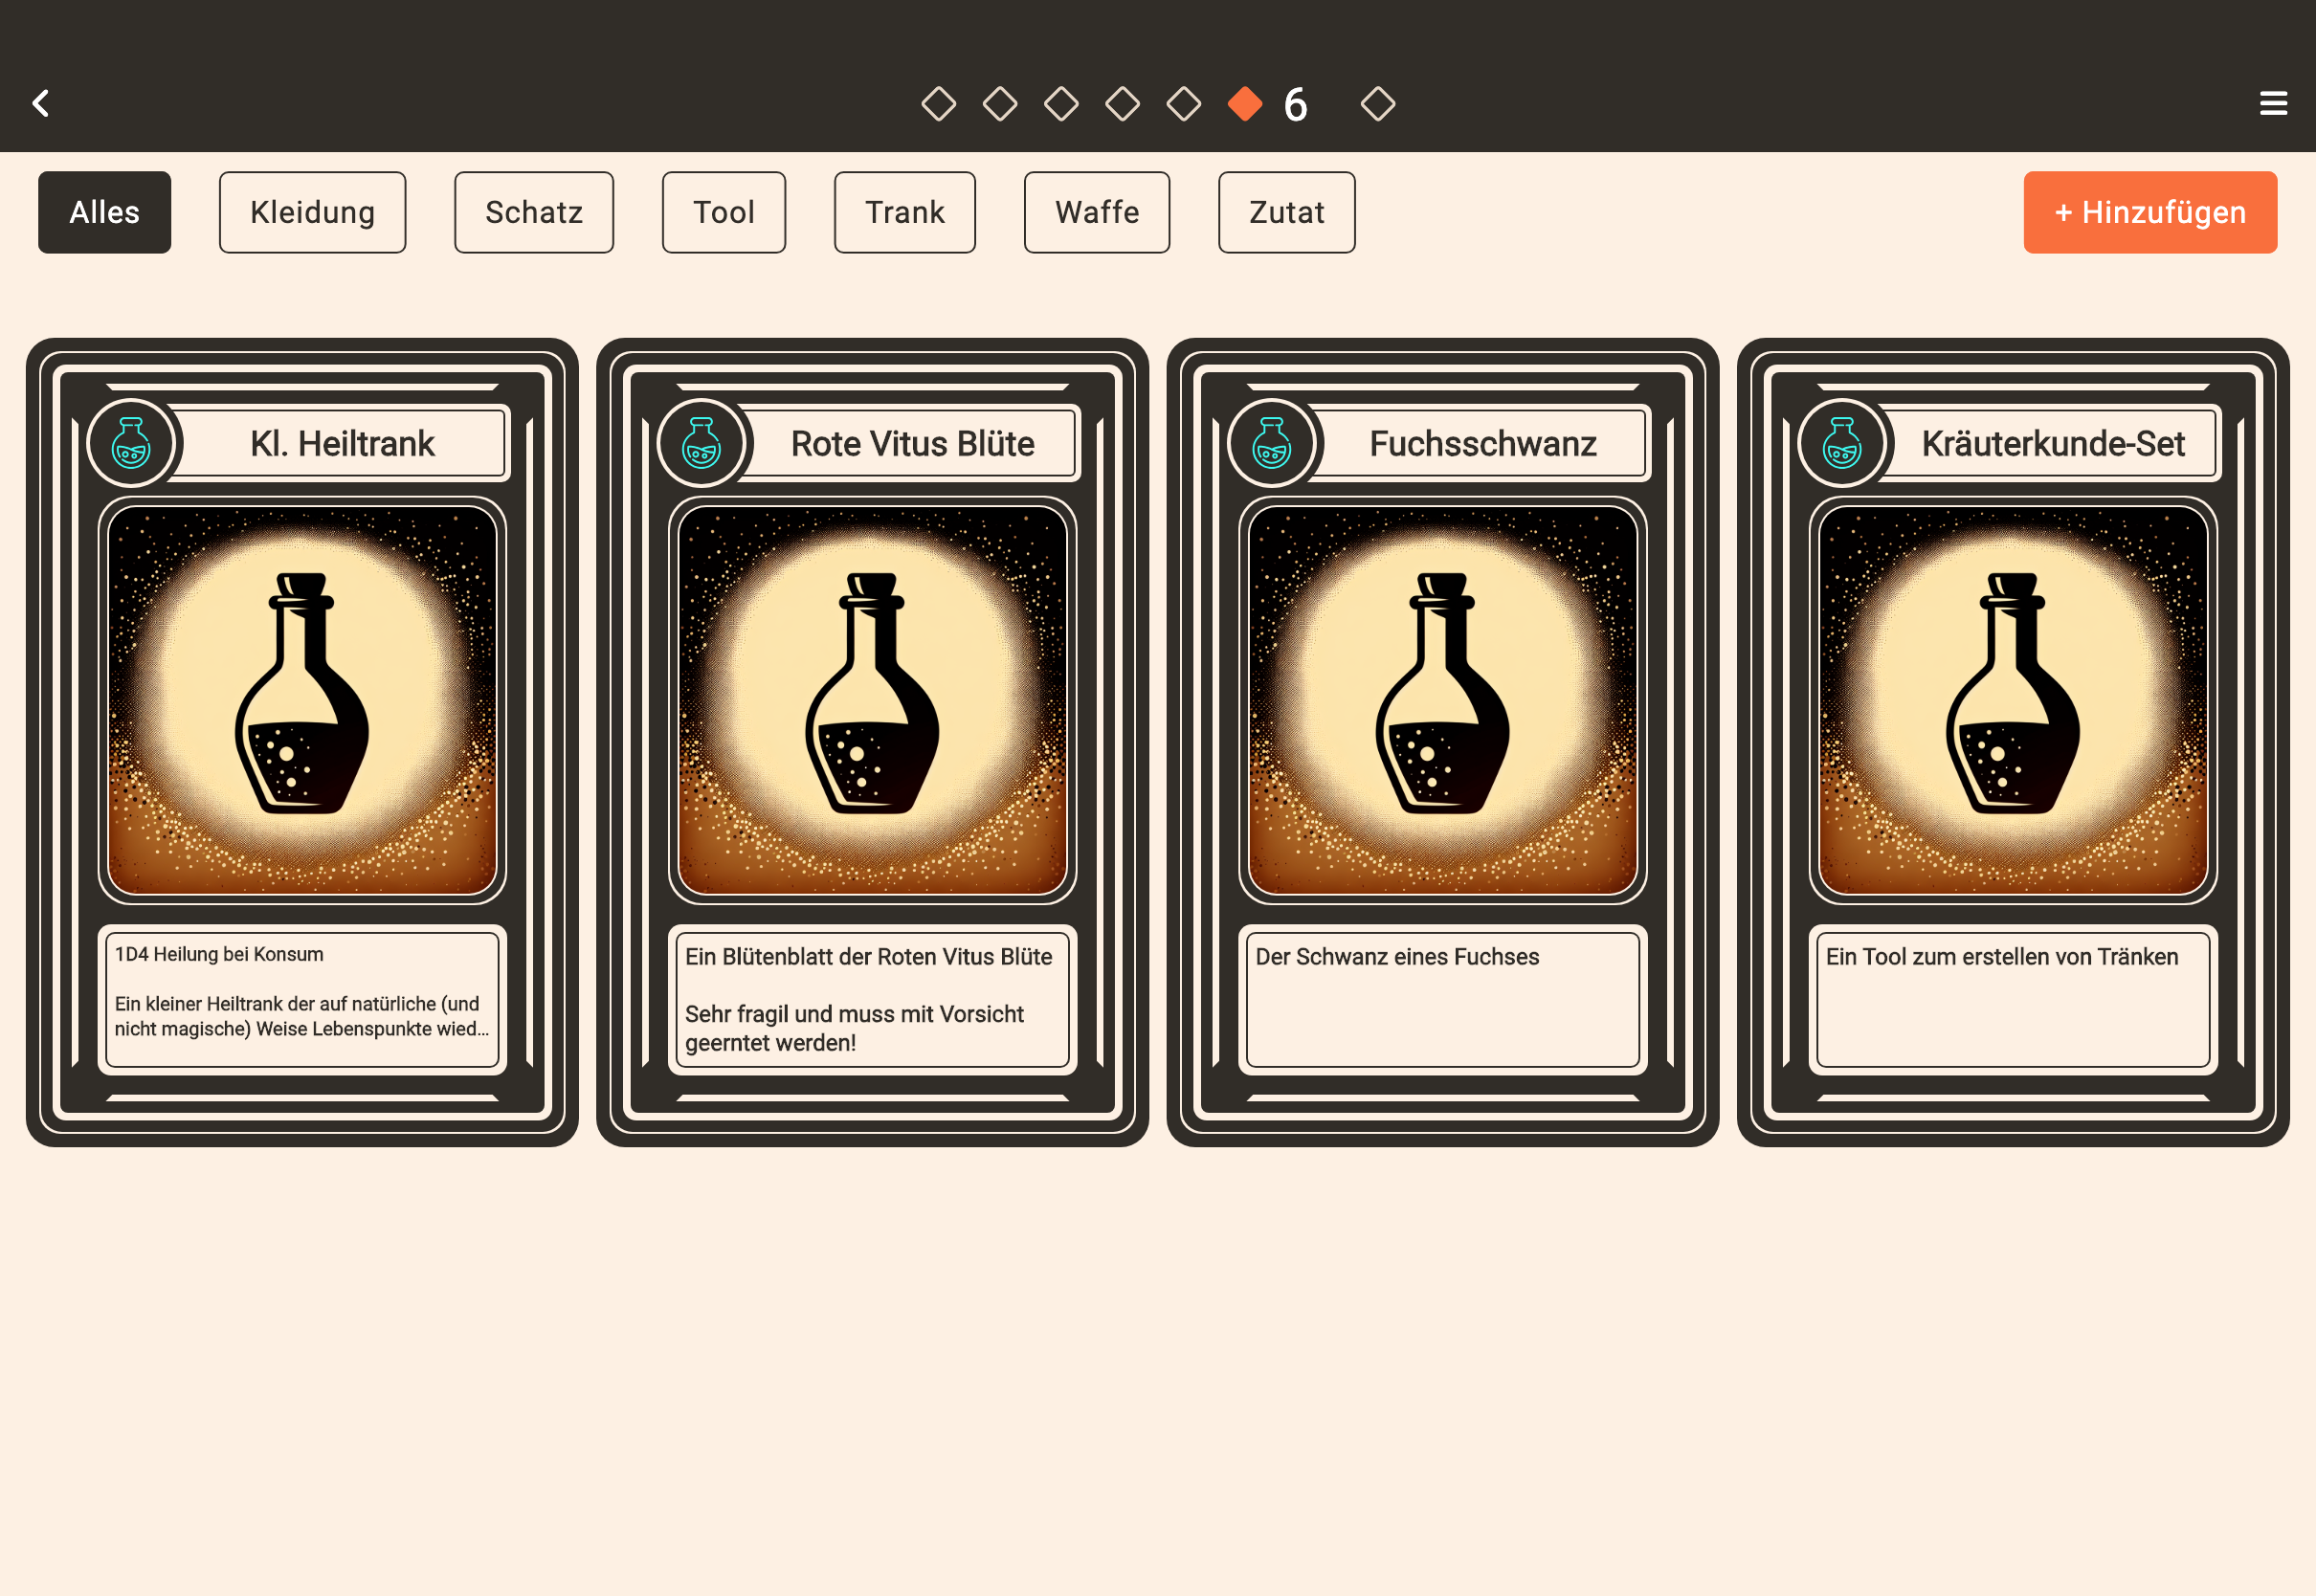 6
Alles
Kleidung
Schatz
Tool
Trank
Waffe
Zutat
+ Hinzufügen
Kl. Heiltrank
1D4 Heilung bei Konsum
Ein kleiner Heiltrank der auf natürliche (und
nicht magische) Weise Lebenspunkte wied...
Rote Vitus Blüte
Ein Blütenblatt der Roten Vitus Blüte
Sehr fragil und muss mit Vorsicht
geerntet werden!
Fuchsschwanz
Der Schwanz eines Fuchses
Kräuterkunde-Set
Ein Tool zum erstellen von Tränken